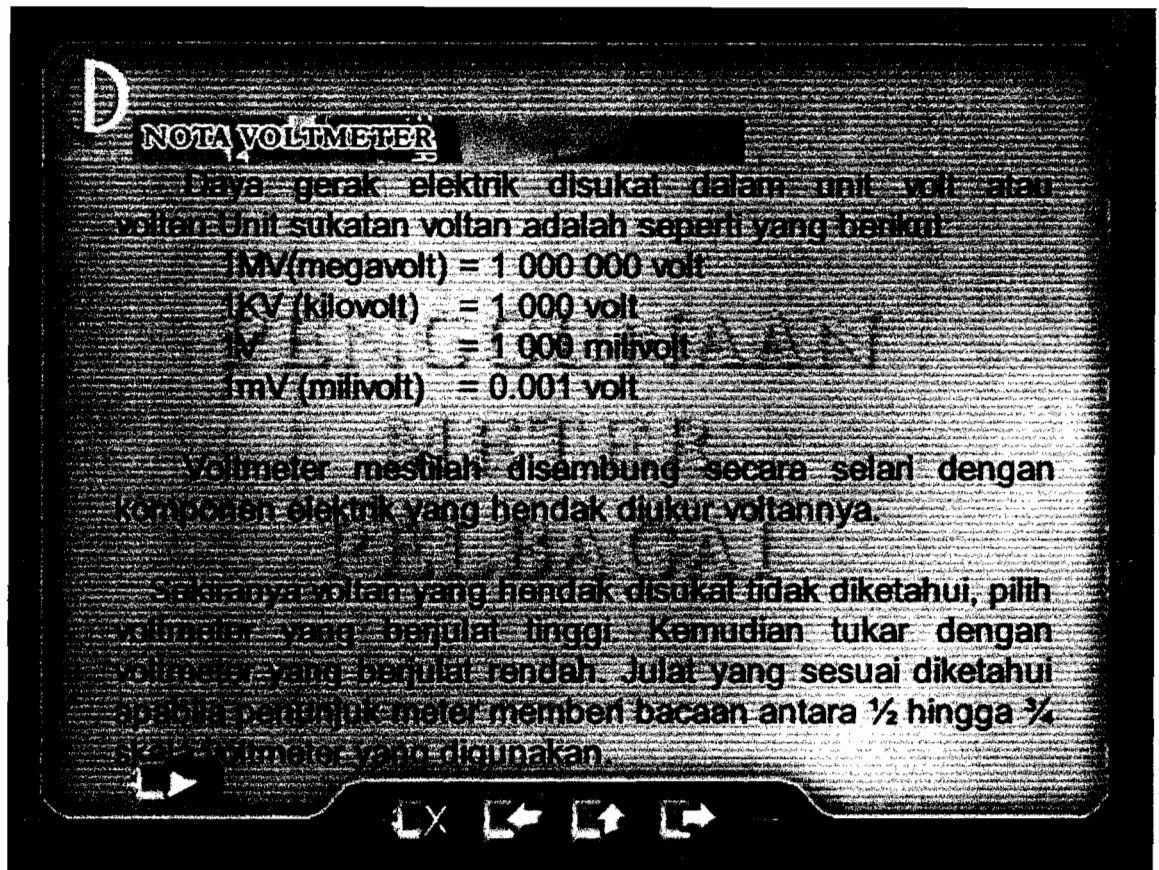 NOTA VOLTMETER
Daya gerak elektrik disukat dalam unit volt atau
voltan.Unit sukatan voltan adalah seperti yang berikut
1MV(megavolt) = 1 000 000 volt
1KV (kilovolt) = 1 000 volt
1V = 1 000 milivolt
1mV (milivolt) = 0.001 volt
METER
Voltmeter mestilah disambung secara selari dengan
komponen elektrik yang hendak diukur voltannya.
PELBAGAI
Sekiranya voltan yang hendak disukat tidak diketahui, pilih
voltmeter yang berjulat tinggi. Kemudian tukar dengan
voltmeter yang berjulat rendah. Julat yang sesuai diketahui
apabila penunjuk meter memberi bacaan antara ½ hingga ¾
skala voltmeter yang digunakan.